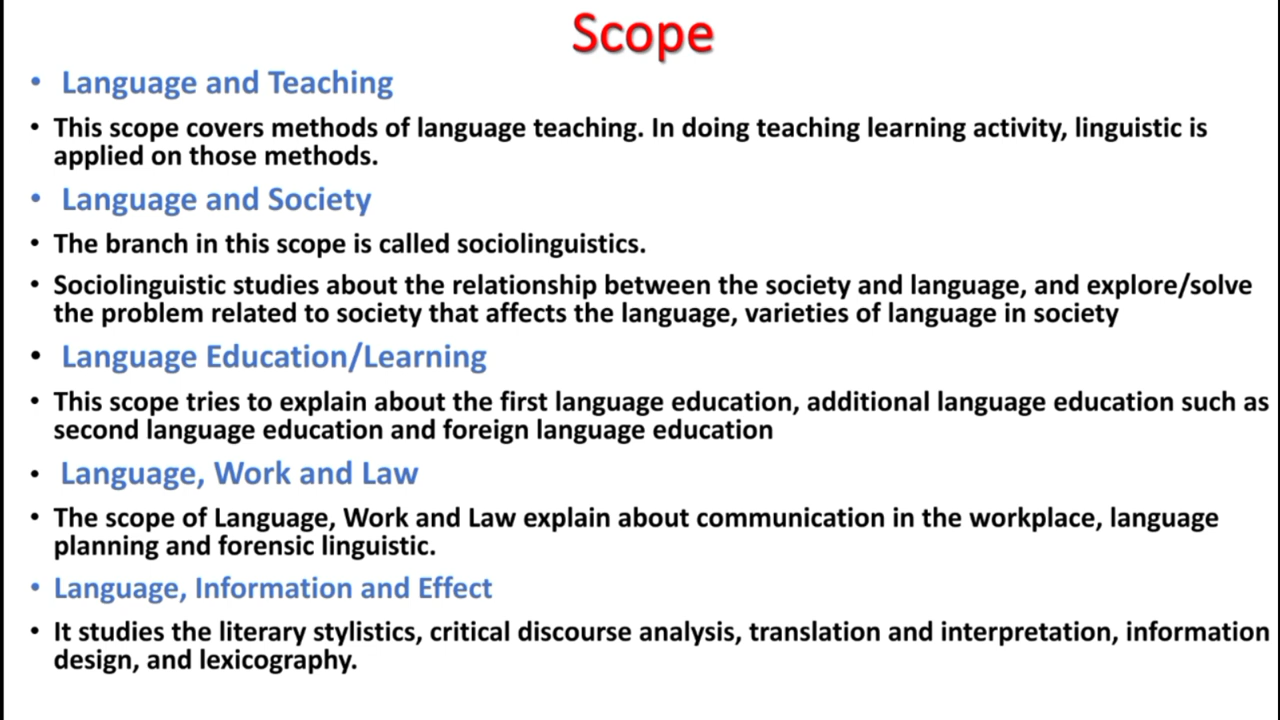 Scope
• Language and Teaching
• This scope covers methods of language teaching. In doing teaching learning activity, linguistic is
applied on those methods.
• Language and Society
• The branch in this scope is called sociolinguistics.
• Sociolinguistic studies about the relationship between the society and language, and explore/solve
the problem related to society that affects the language, varieties of language in society
• Language Education/Learning
• This scope tries to explain about the first language education, additional language education such as
second language education and foreign language education
• Language, Work and Law
• The scope of Language, Work and Law explain about communication in the workplace, language
planning and forensic linguistic.
• Language, Information and Effect
• It studies the literary stylistics, critical discourse analysis, translation and interpretation, information
design, and lexicography.